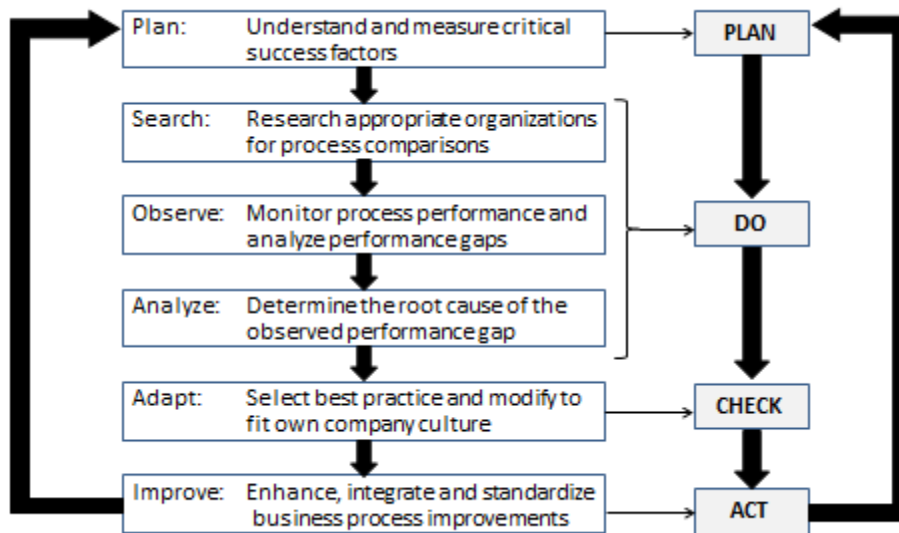 Plan: Understand and measure critical
success factors
PLAN
Search: Research appropriate organizations
for process comparisons
Observe: Monitor process performance and
analyze performance gaps
DO
Analyze: Determine the root cause of the
observed performance gap
Adapt: Select best practice and modify to
fit own company culture
CHECK
Improve: Enhance, integrate and standardize
business process improvements
ACT